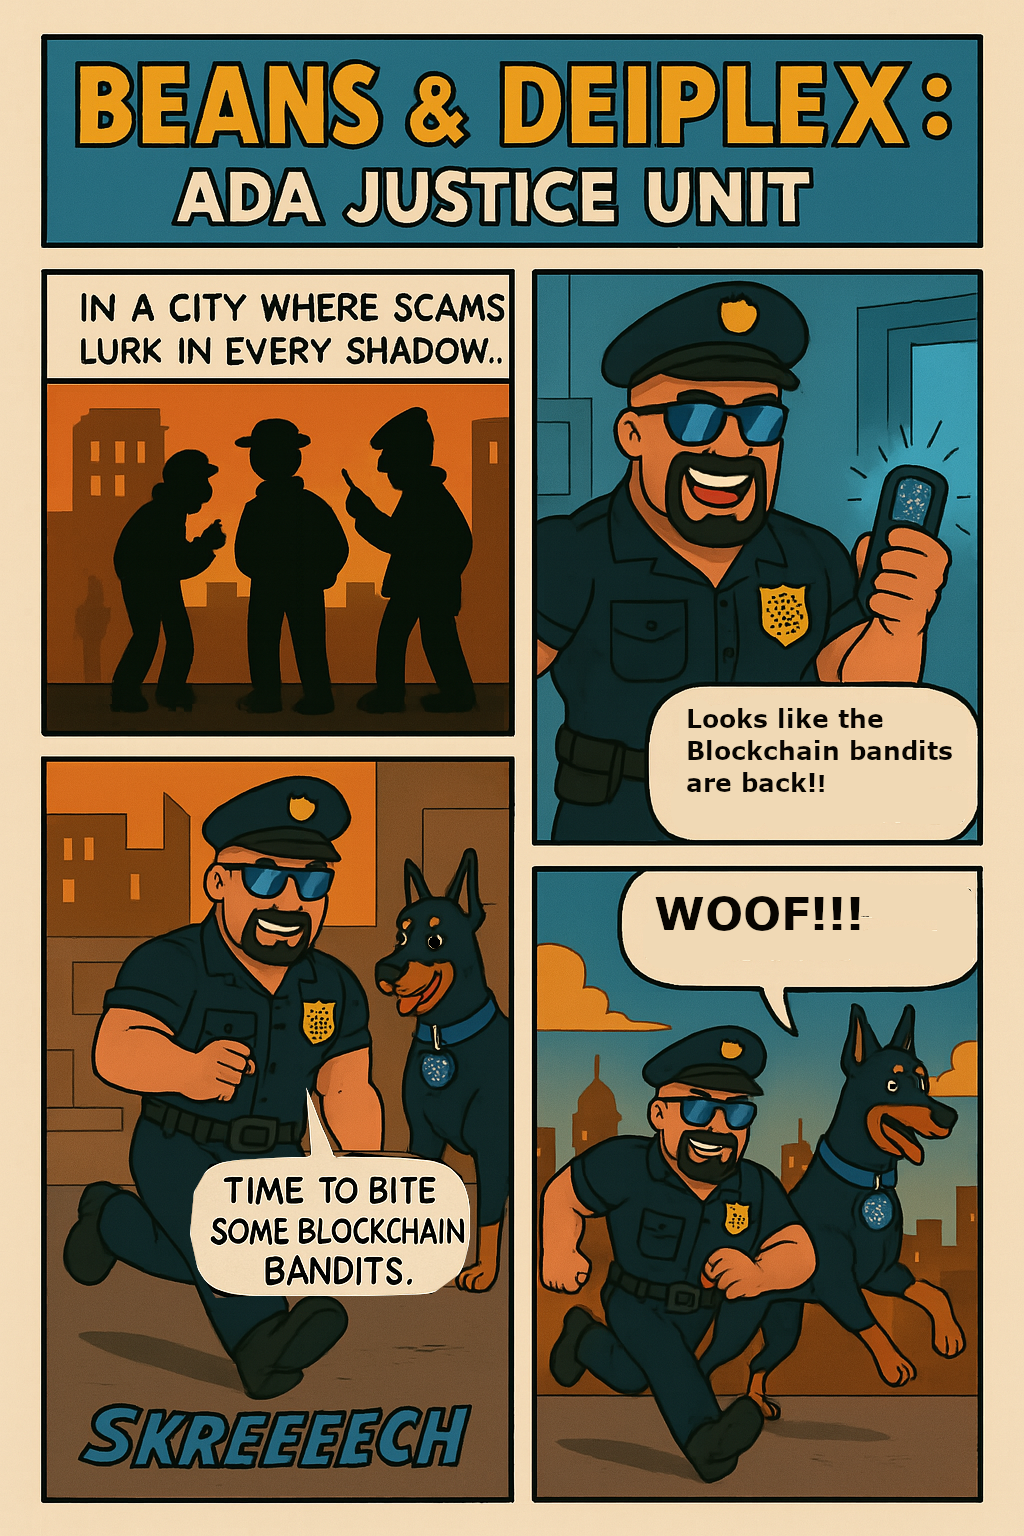 BEANS & DEIPLEX:
ADA JUSTICE UNIT
IN A CITY WHERE SCAMS
LURK IN EVERY SHADOW..
Looks like the
Blockchain bandits
are back!!
TIME TO BITE
SOME BLOCKCHAIN
BANDITS.
SKREEEECH
WOOF!!!